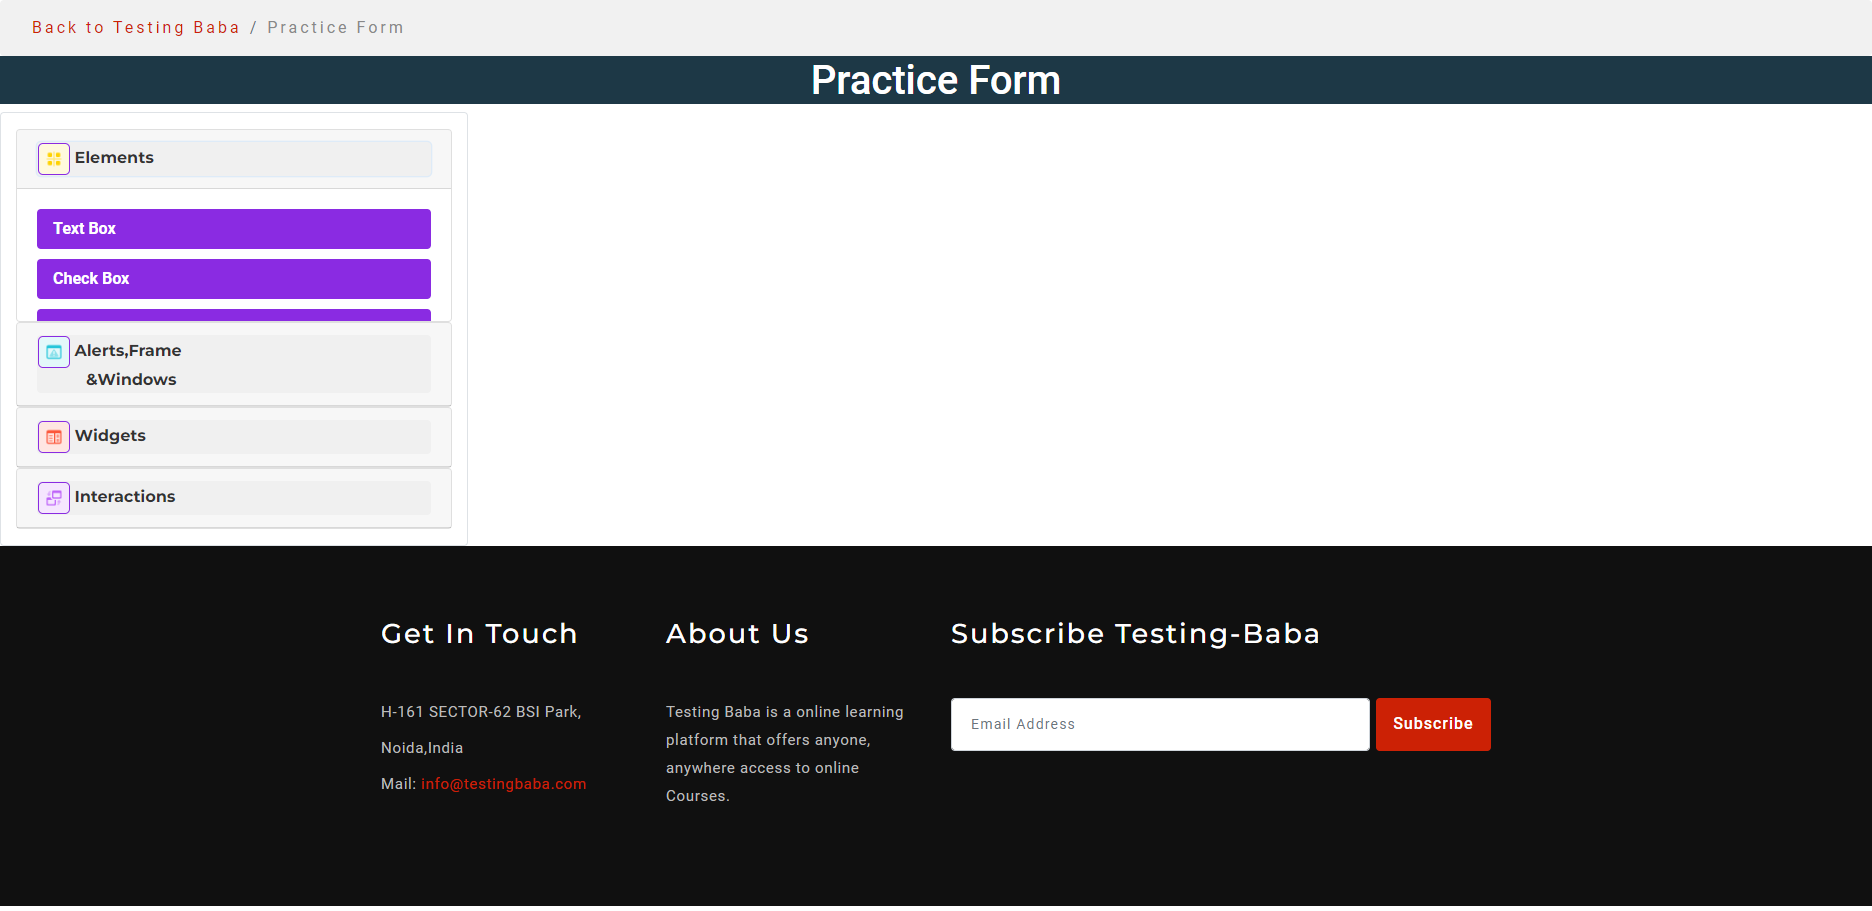 Back to Testing Baba / Practice Form
Practice Form
Elements
Text Box
Check Box
Alerts,Frame
&Windows
Widgets
Interactions
Get In Touch
H-161 SECTOR-62 BSI Park,
Noida,India
Mail: info@testingbaba.com
About Us
Testing Baba is a online learning
platform that offers anyone,
anywhere access to online
Courses.
Subscribe Testing-Baba
Email Address
Subscribe